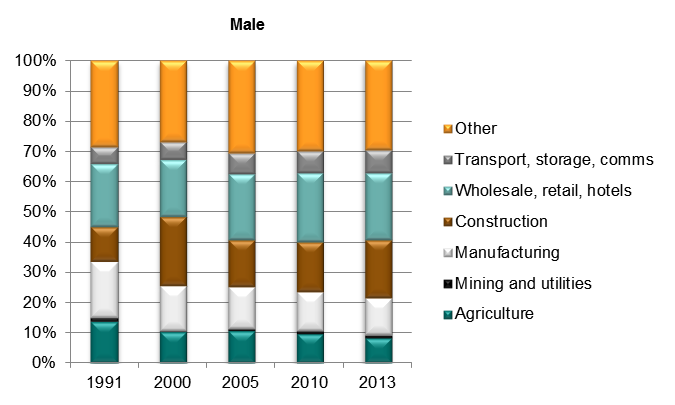 Male
100%
90%
80%
70%
60%
50%
40%
30%
20%
10%
0%
1991 2000 2005 2010 2013
Other
Transport, storage, comms
Wholesale, retail, hotels
Construction
Manufacturing
Mining and utilities
Agriculture